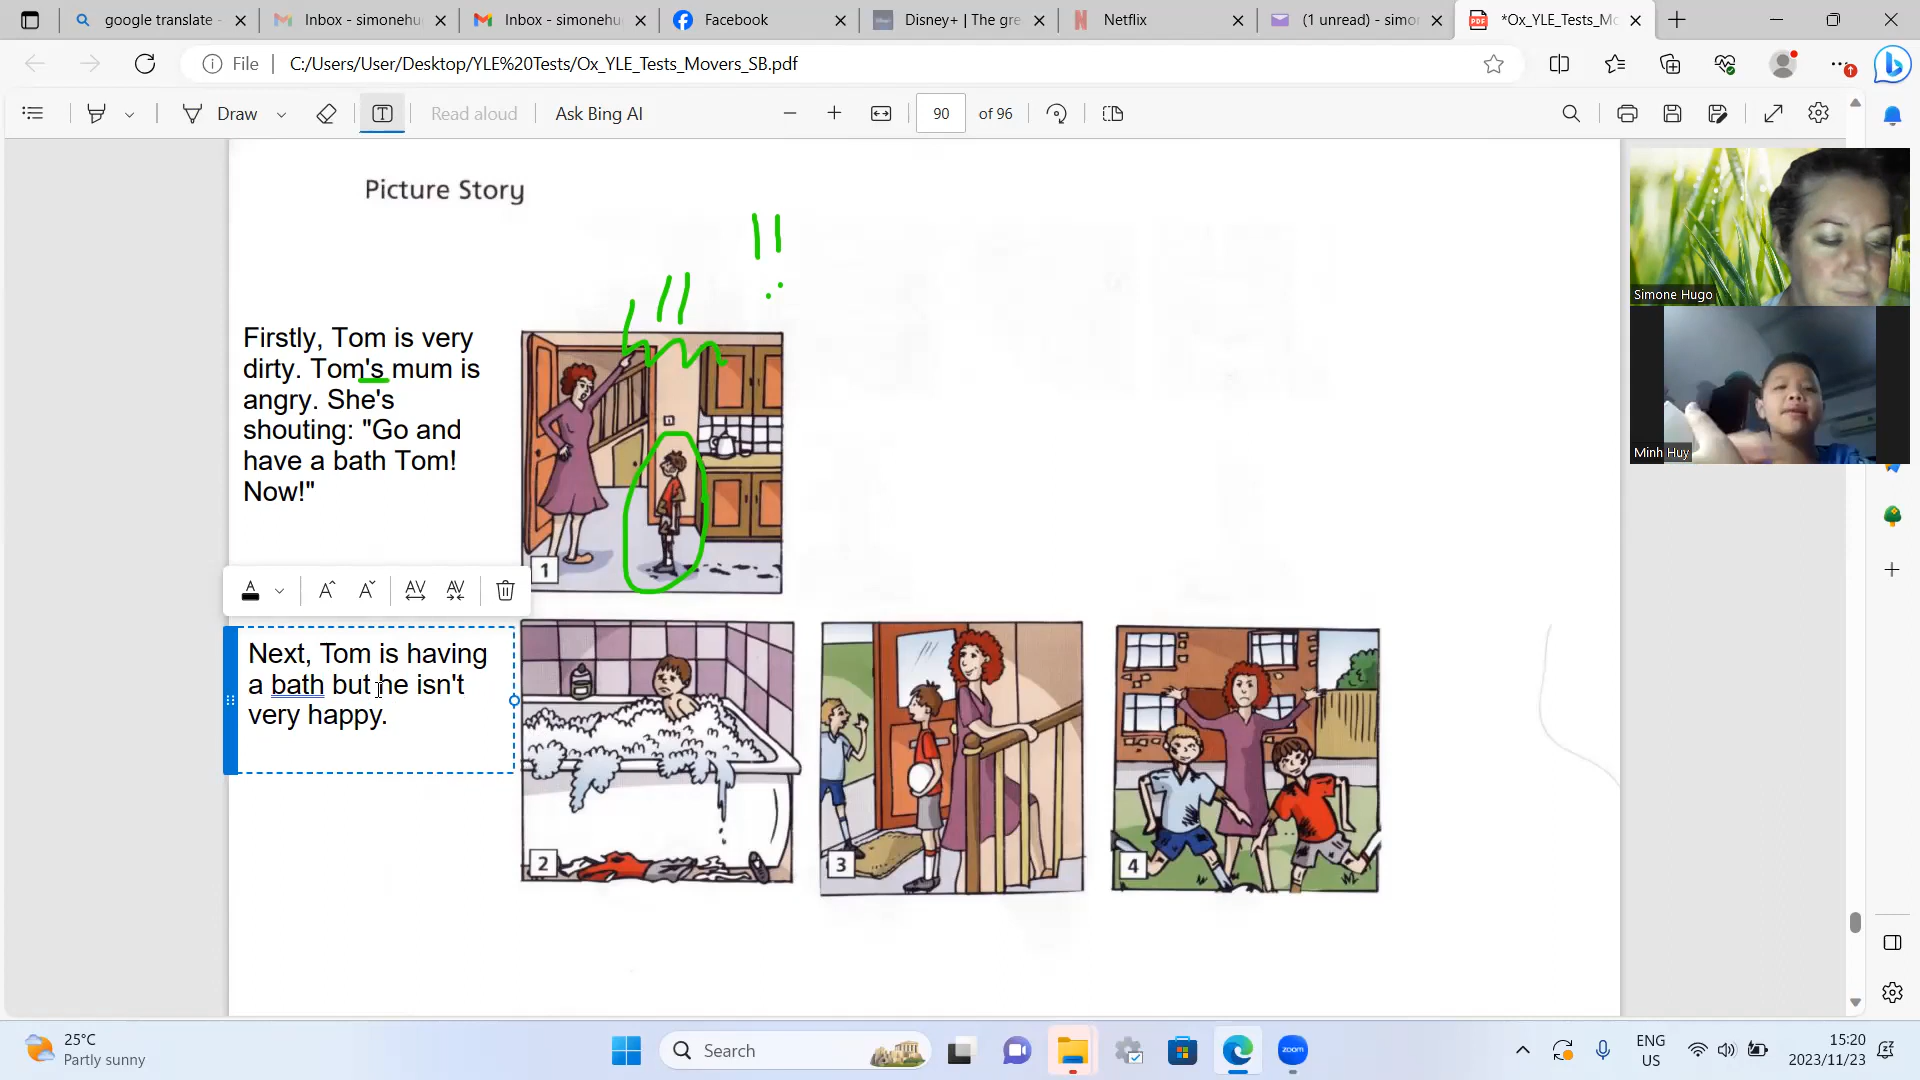 google translate -
Inbox - simonehu
Inbox - simonehu
Facebook
Disney+ | The gre
Netflix
(1 unread) - simo
*Ox_YLE_Tests_Mo
File
C:/Users/User/Desktop/YLE%20Tests/Ox_YLE_Tests_Movers_SB.pdf
Draw
Read aloud
Ask Bing AI
90
of 96
Picture Story
Simone Hugo
Minh Huy
Firstly, Tom is very
dirty. Tom's mum is
angry. She's
shouting: "Go and
have a bath Tom!
Now!"
1
Next, Tom is having
a bath but he isn't
very happy.
2
3
4
25°C
Partly sunny
Search
zoom
ENG
US
15:20
2023/11/23